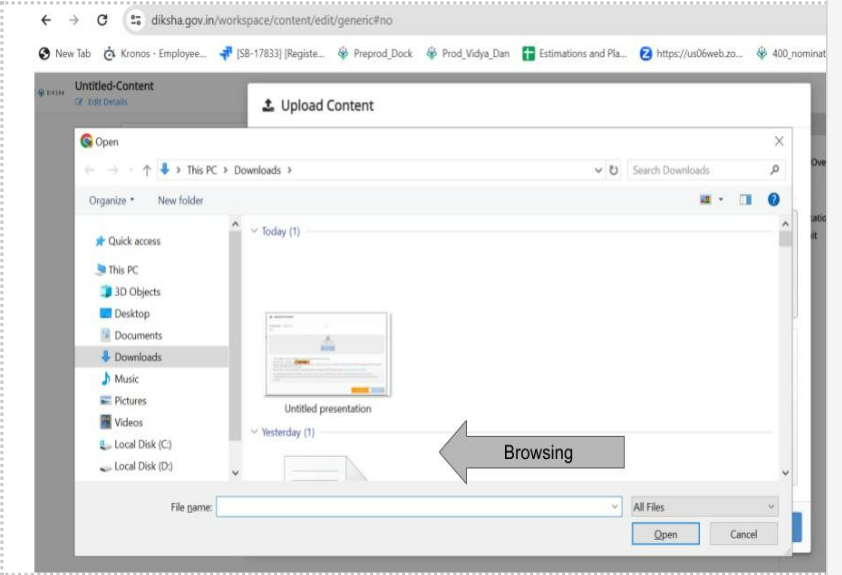 diksha.gov.in/workspace/content/edit/generic#no
New Tab
Kronos - Employee...
[SB-17833] [Registe...
Preprod_Dock
Prod_Vidya_Dan
Estimations and Pla...
https://us06web.zo...
400_nominat
Untitled-Content
Edit Details
Upload Content
Open
This PC > Downloads >
Search Downloads
Organize
New folder
Quick access
This PC
3D Objects
Desktop
Documents
Downloads
Music
Pictures
Videos
Local Disk (C:)
Local Disk (D:)
Today (1)
Untitled presentation
Yesterday (1)
Browsing
File name:
All Files
Open
Cancel